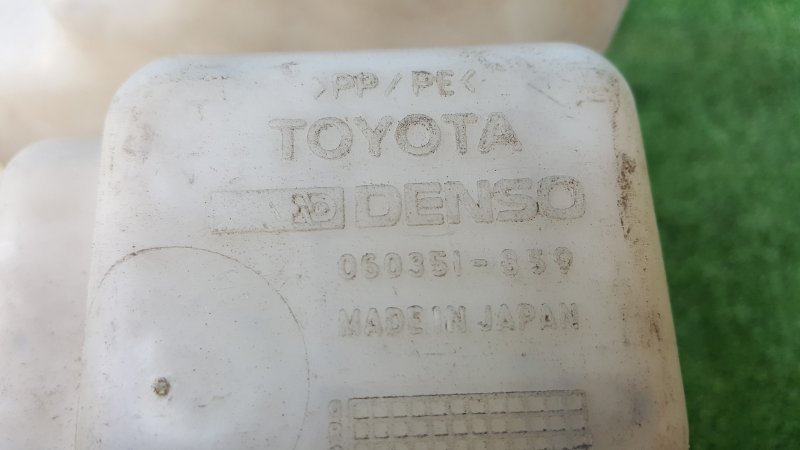 >PP/PE<
TOYOTA
DENSO
060351-859
MADE IN JAPAN